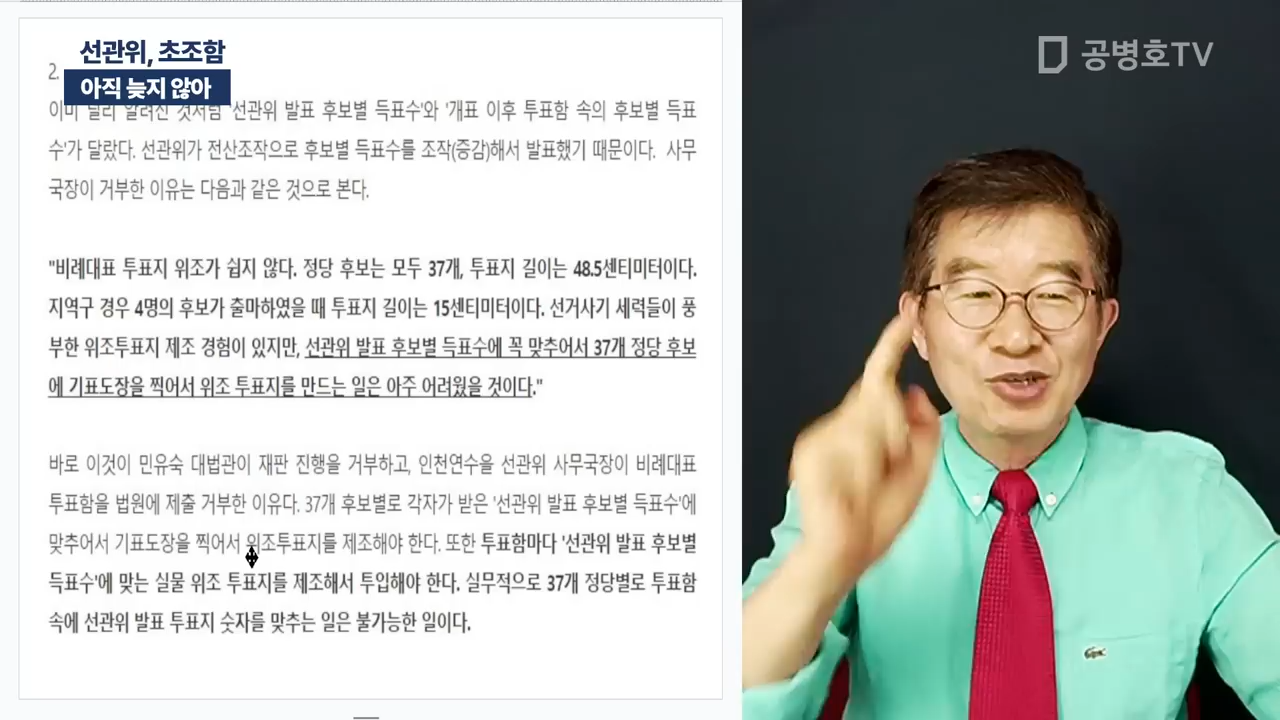 선관위, 초조함
아직 늦지 않아
공병호TV
2.
이미 널리 알려진 것처럼 '선관위 발표 후보별 득표수'와 '개표 이후 투표함 속의 후보별 득표
수'가 달랐다. 선관위가 전산조작으로 후보별 득표수를 조작(증감)해서 발표했기 때문이다. 사무
국장이 거부한 이유는 다음과 같은 것으로 본다.
"비례대표 투표지 위조가 쉽지 않다. 정당 후보는 모두 37개, 투표지 길이는 48.5센티미터이다.
지역구 경우 4명의 후보가 출마하였을 때 투표지 길이는 15센티미터이다. 선거사기 세력들이 풍
부한 위조투표지 제조 경험이 있지만, 선관위 발표 후보별 득표수에 꼭 맞추어서 37개 정당 후보
에 기표도장을 찍어서 위조 투표지를 만드는 일은 아주 어려웠을 것이다."
바로 이것이 민유숙 대법관이 재판 진행을 거부하고, 인천연수을 선관위 사무국장이 비례대표
투표함을 법원에 제출 거부한 이유다. 37개 후보별로 각자가 받은 '선관위 발표 후보별 득표수'에
맞추어서 기표도장을 찍어서 위조투표지를 제조해야 한다. 또한 투표함마다 '선관위 발표 후보별
득표수'에 맞는 실물 위조 투표지를 제조해서 투입해야 한다. 실무적으로 37개 정당별로 투표함
속에 선관위 발표 투표지 숫자를 맞추는 일은 불가능한 일이다.